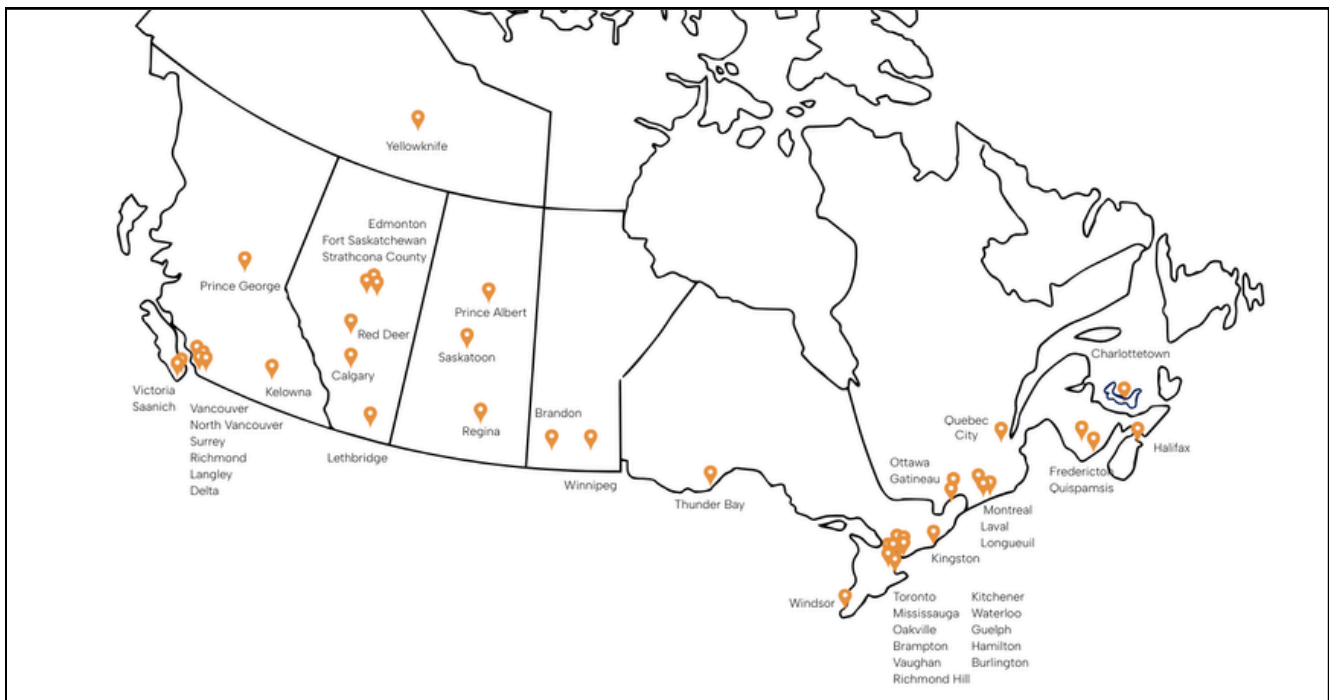 Yellowknife
Edmonton
Fort Saskatchewan
Strathcona County
Prince George
Prince Albert
Red Deer
Saskatoon
Charlottetown
Calgary
Kelowna
Victoria
Saanich
Vancouver
North Vancouver
Surrey
Richmond
Langley
Delta
Brandon
Regina
Lethbridge
Winnipeg
Quebec
City
Halifax
Ottawa
Gatineau
Fredericton
Quispamsis
Thunder Bay
Montreal
Laval
Longueuil
Kingston
Windsor
Toronto
Mississauga
Oakville
Brampton
Vaughan
Richmond Hill
Kitchener
Waterloo
Guelph
Hamilton
Burlington